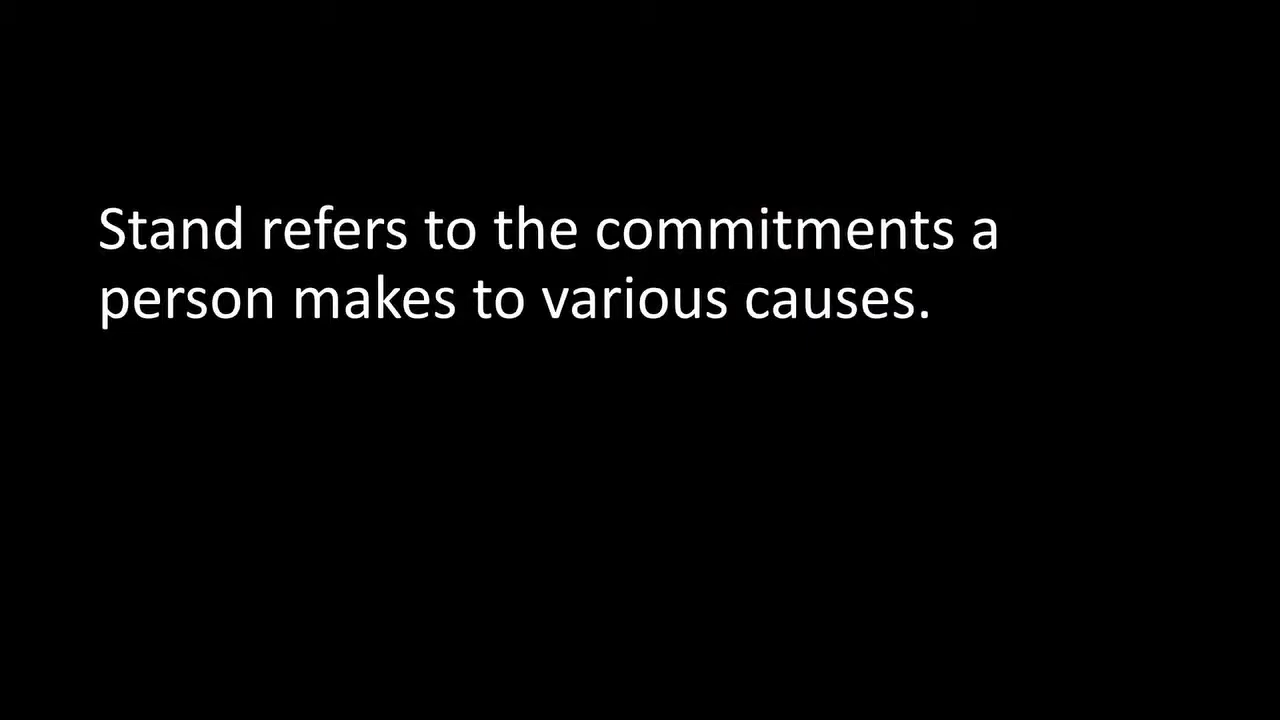 Stand refers to the commitments a
person makes to various causes.